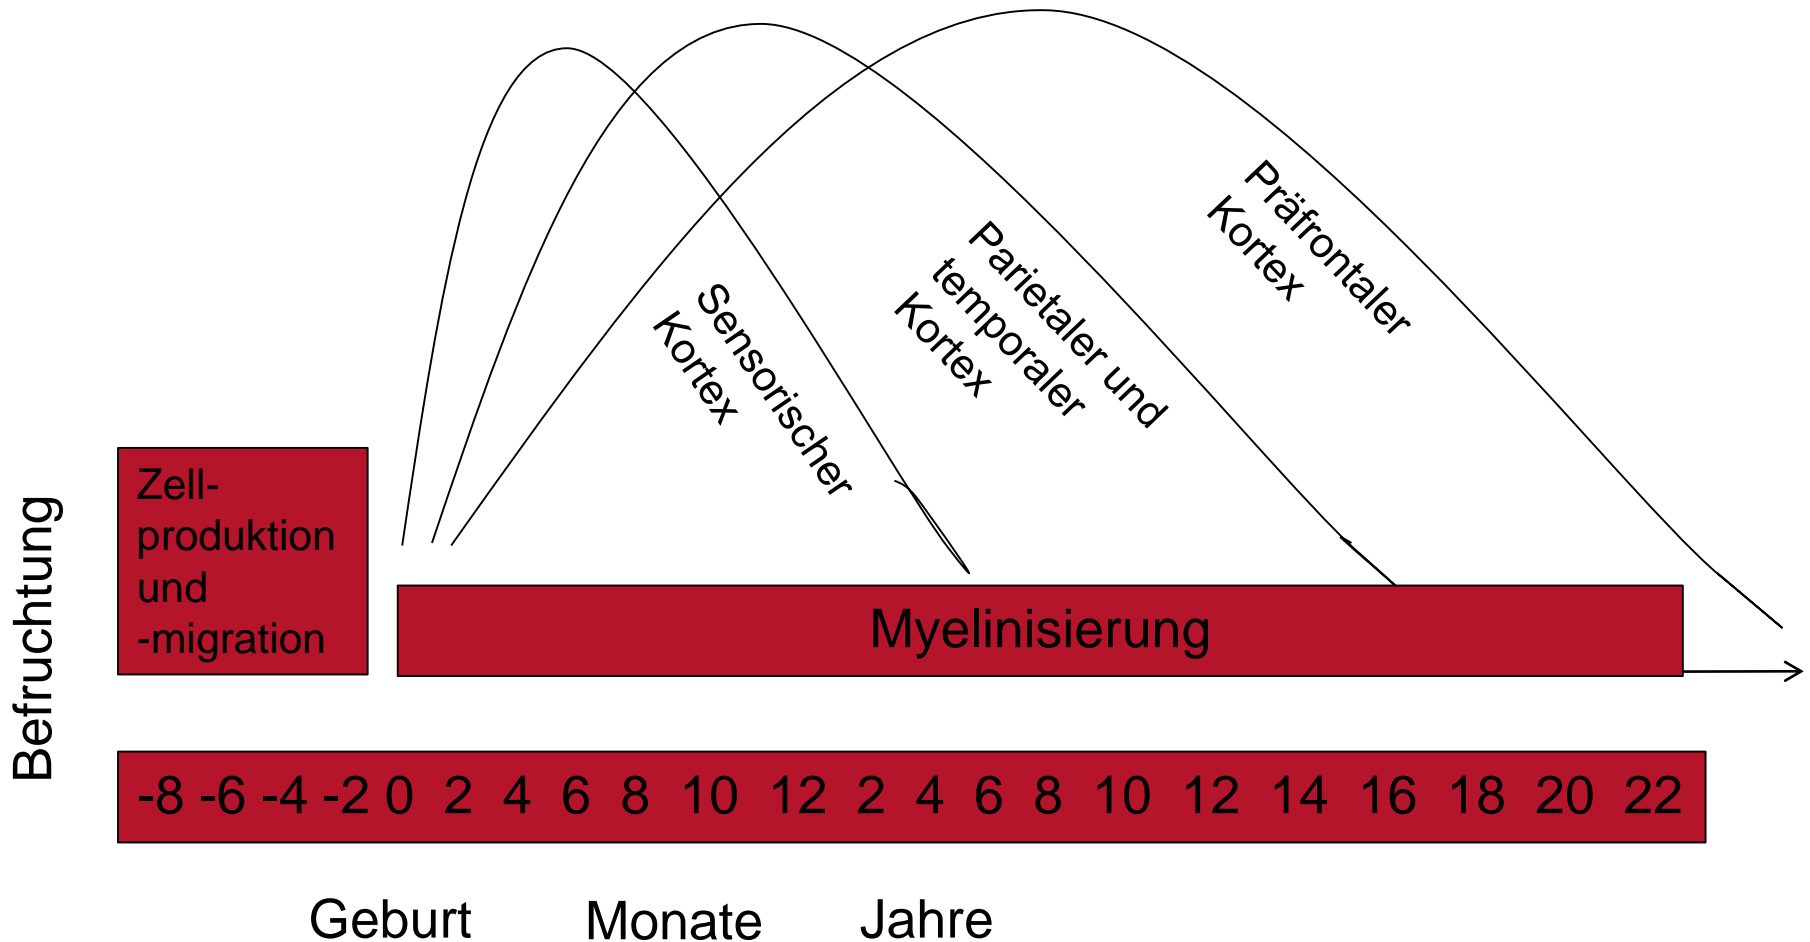 Präfrontaler
Kortex
Parietaler und
temporaler
Kortex
Sensorischer
Kortex
Zell-
produktion
und
-migration
Befruchtung
Myelinisierung
-8 -6 -4 -2 0 2 4 6 8 10 12 2 4 6 8 10 12 14 16 18 20 22
Geburt Monate Jahre